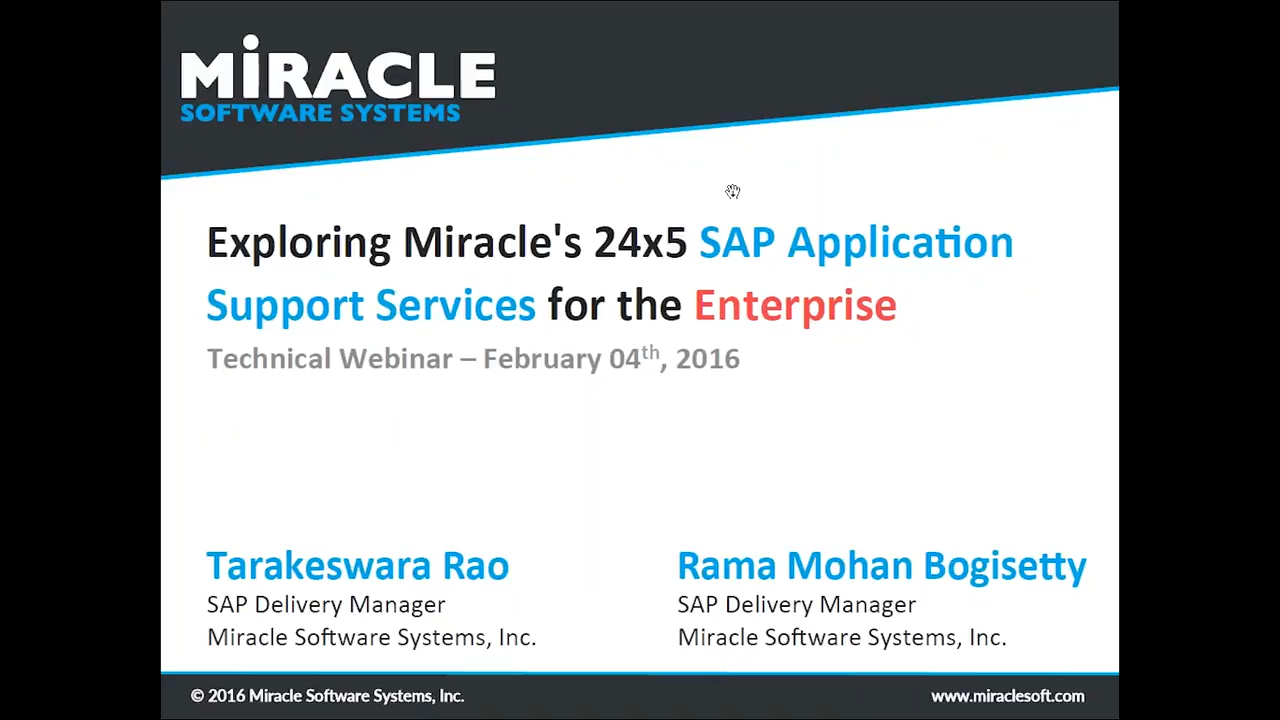 MiRACLE
SOFTWARE SYSTEMS
Exploring Miracle's 24x5 SAP Application
Support Services for the Enterprise
Technical Webinar – February 04th, 2016
Tarakeswara Rao
SAP Delivery Manager
Miracle Software Systems, Inc.
Rama Mohan Bogisetty
SAP Delivery Manager
Miracle Software Systems, Inc.
© 2016 Miracle Software Systems, Inc.
www.miraclesoft.com